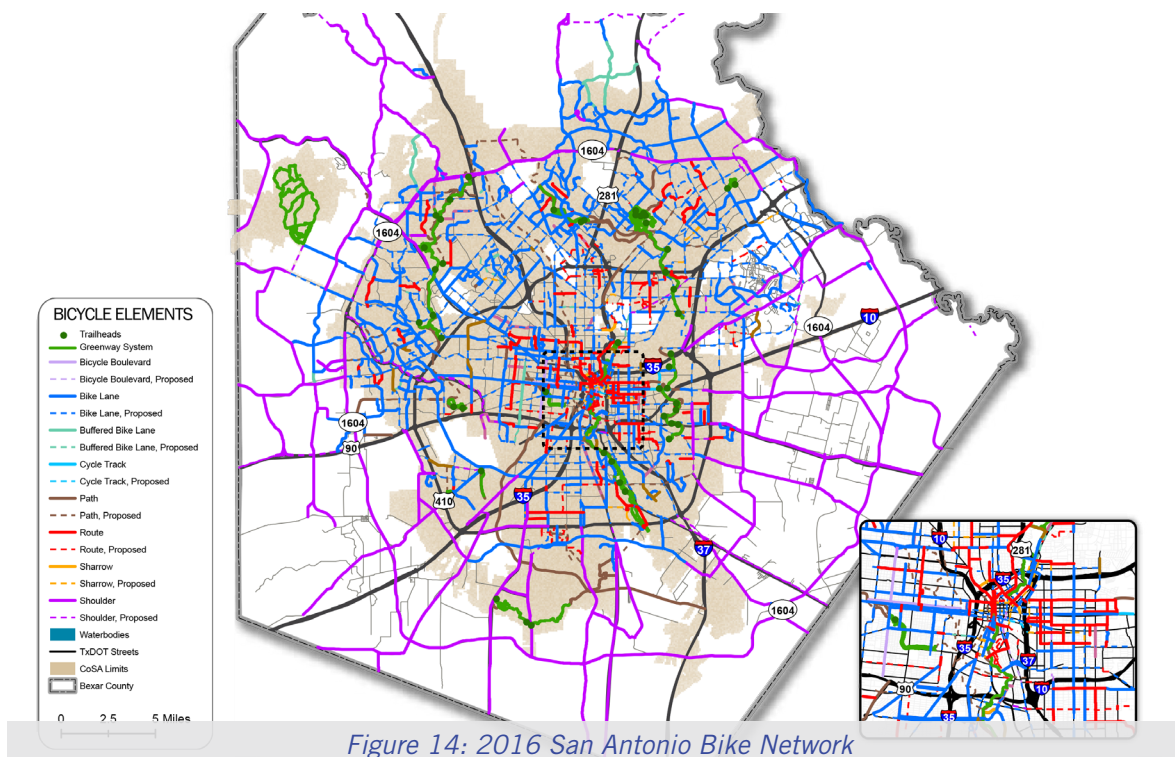 1604
281
1604
10
1604
35
1604
90
410
35
37
1604
BICYCLE ELEMENTS
Trailheads
Greenway System
Bicycle Boulevard
Bicycle Boulevard, Proposed
Bike Lane
Bike Lane, Proposed
Buffered Bike Lane
Buffered Bike Lane, Proposed
Cycle Track
Cycle Track, Proposed
Path
Path, Proposed
Route
Route, Proposed
Sharrow
Sharrow, Proposed
Shoulder
Shoulder, Proposed
Waterbodies
TxDOT Streets
CoSA Limits
Bexar County
0 2.5 5 Miles
10
281
35
35
37
90
10
35
Figure 14: 2016 San Antonio Bike Network